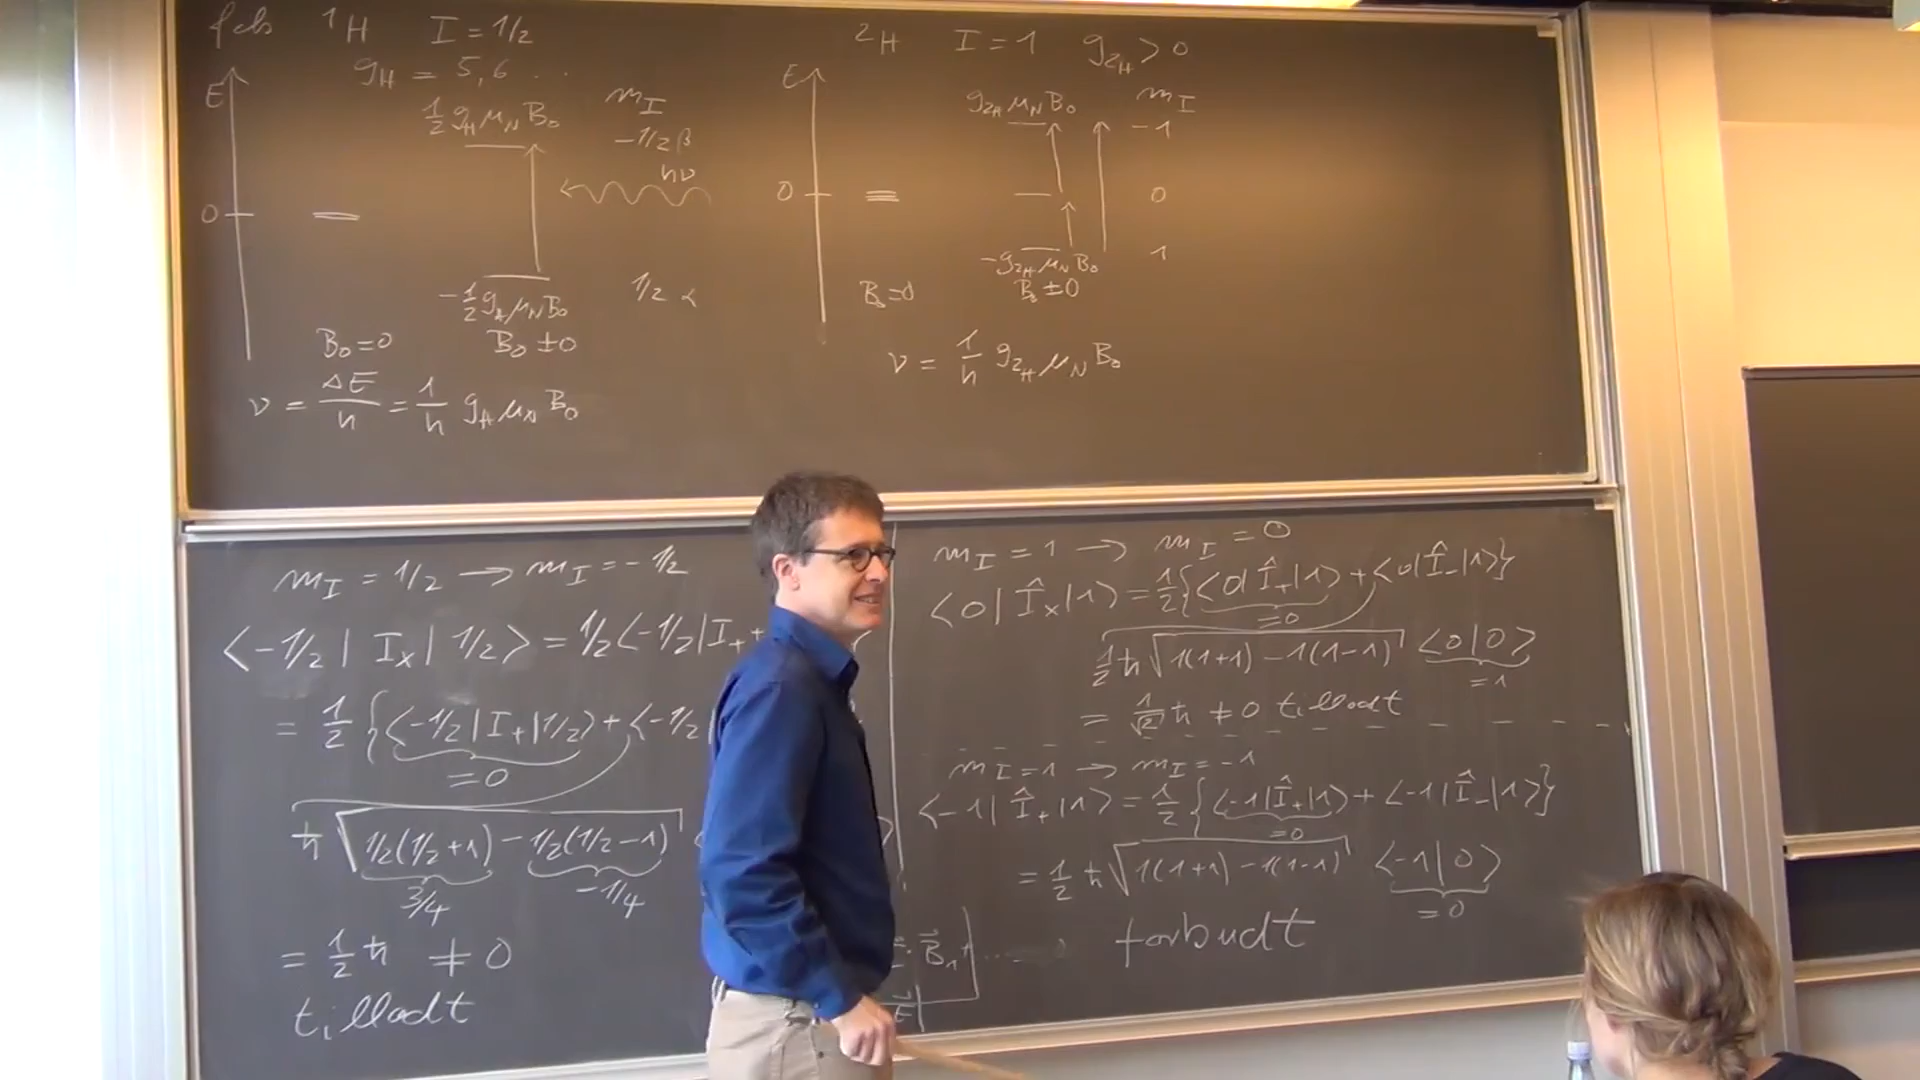 fcb ¹H I = 1/2
g_H = 5,6 ...
E
½ g_H μ_N B₀
m_I
-1/2 β
hν
0
-½ g_H μ_N B₀
1/2 α
B₀=0 B₀ ≠0
ν = ΔE/h = 1/h g_H μ_N B₀
²H I = 1 g_²H > 0
E
g_²H μ_N B₀ m_I
-1
0 0
-g_²H μ_N B₀ 1
B₀=0 B₀ ≠0
ν = 1/h g_²H μ_N B₀
m_I = 1/2 → m_I = -1/2
<-1/2 | I_x | 1/2> = 1/2 <-1/2 | I_+ +
= ½ {<-1/2 | I_+ | 1/2> + <-1/2 |
=0
ħ √(1/2(1/2+1) - 1/2(1/2-1))
3/4 -1/4
= ½ ħ ≠ 0
tilladt
m_I = 1 → m_I = 0
<0| Î_x |1> = ½ {<0| Î_+ |1> + <0| Î_- |1>}
=0
½ ħ √(1(1+1) - 1(1-1)) <0|0>
=1
= 1/√2 ħ ≠ 0 tilladt
m_I=1 → m_I = -1
<-1| Î_+ |1> = ½ {<-1| Î_+ |1> + <-1| Î_- |1>}
=0
= ½ ħ √(1(1+1) - 1(1-1)) <-1|0>
=0
forbudt
· B⃗₁
E⃗